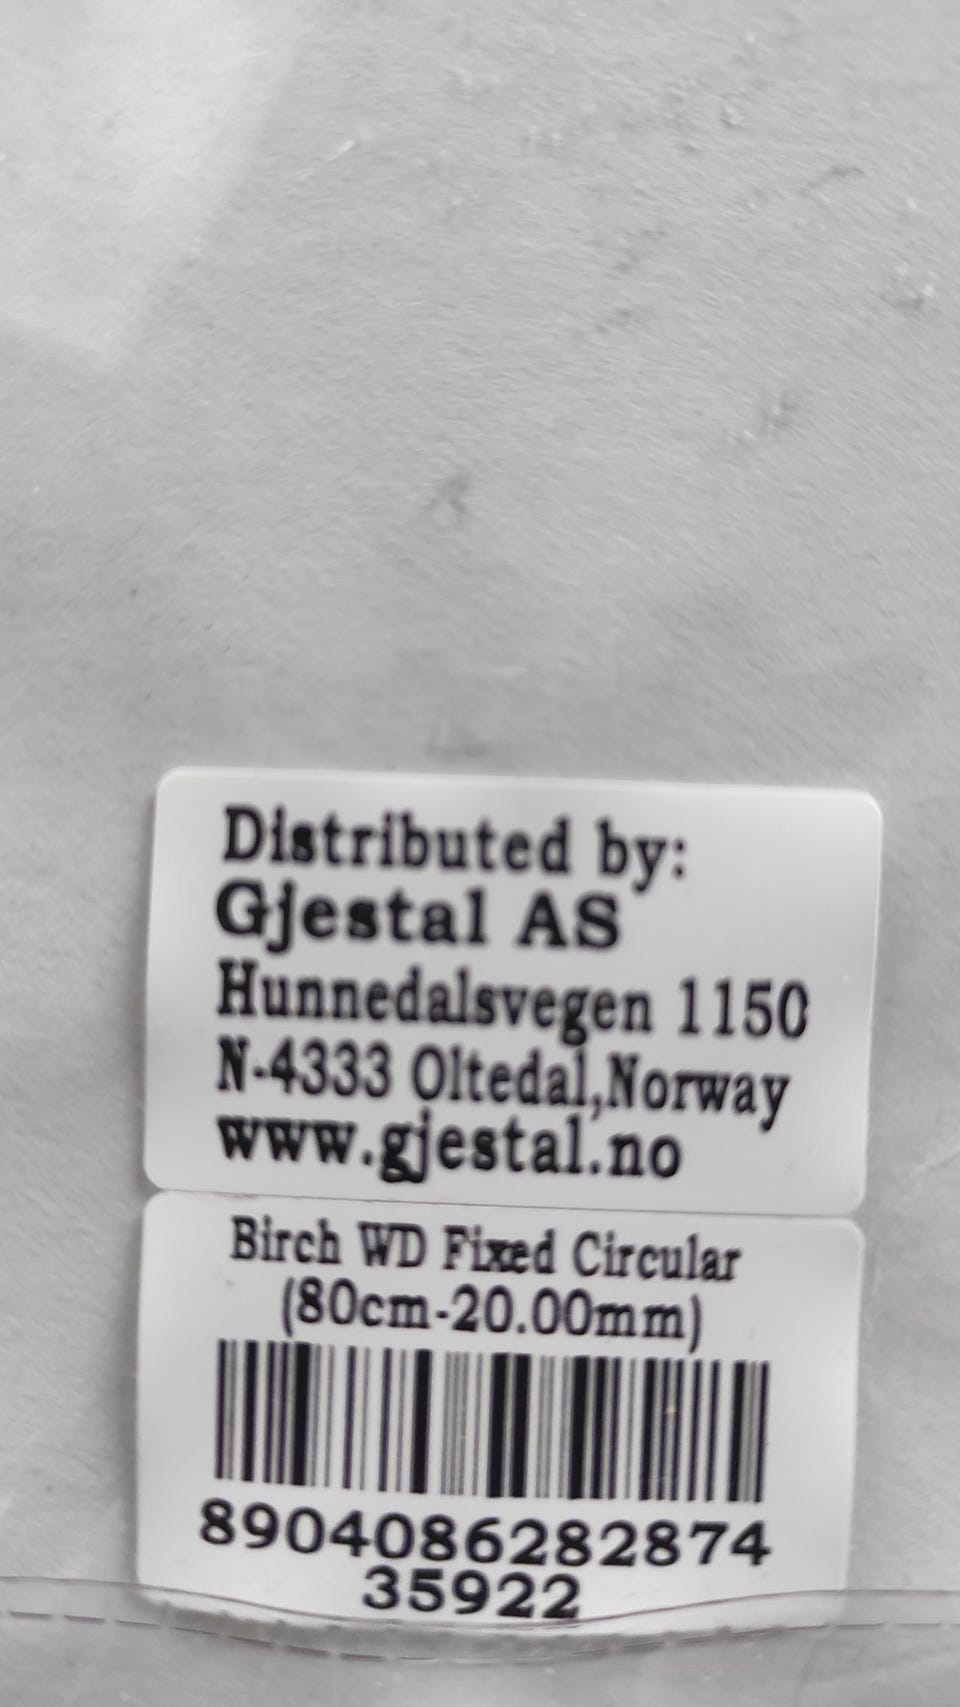 Distributed by:
Gjestal AS
Hunnedalsvegen 1150
N-4333 Oltedal,Norway
www.gjestal.no
Birch WD Fixed Circular
(80cm-20.00mm)
8904086282874
35922